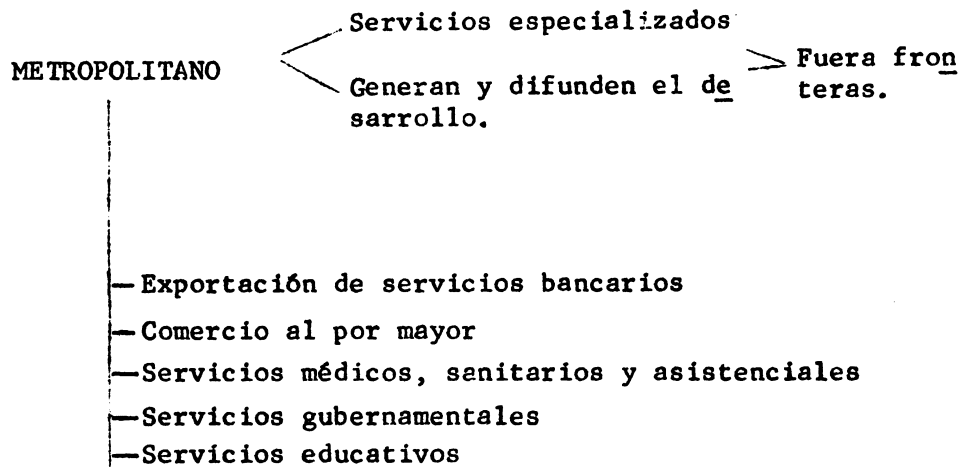 Servicios especializados
METROPOLITANO
Generan y difunden el de
sarrollo.
Fuera fron
teras.
Exportación de servicios bancarios
Comercio al por mayor
Servicios médicos, sanitarios y asistenciales
Servicios gubernamentales
Servicios educativos